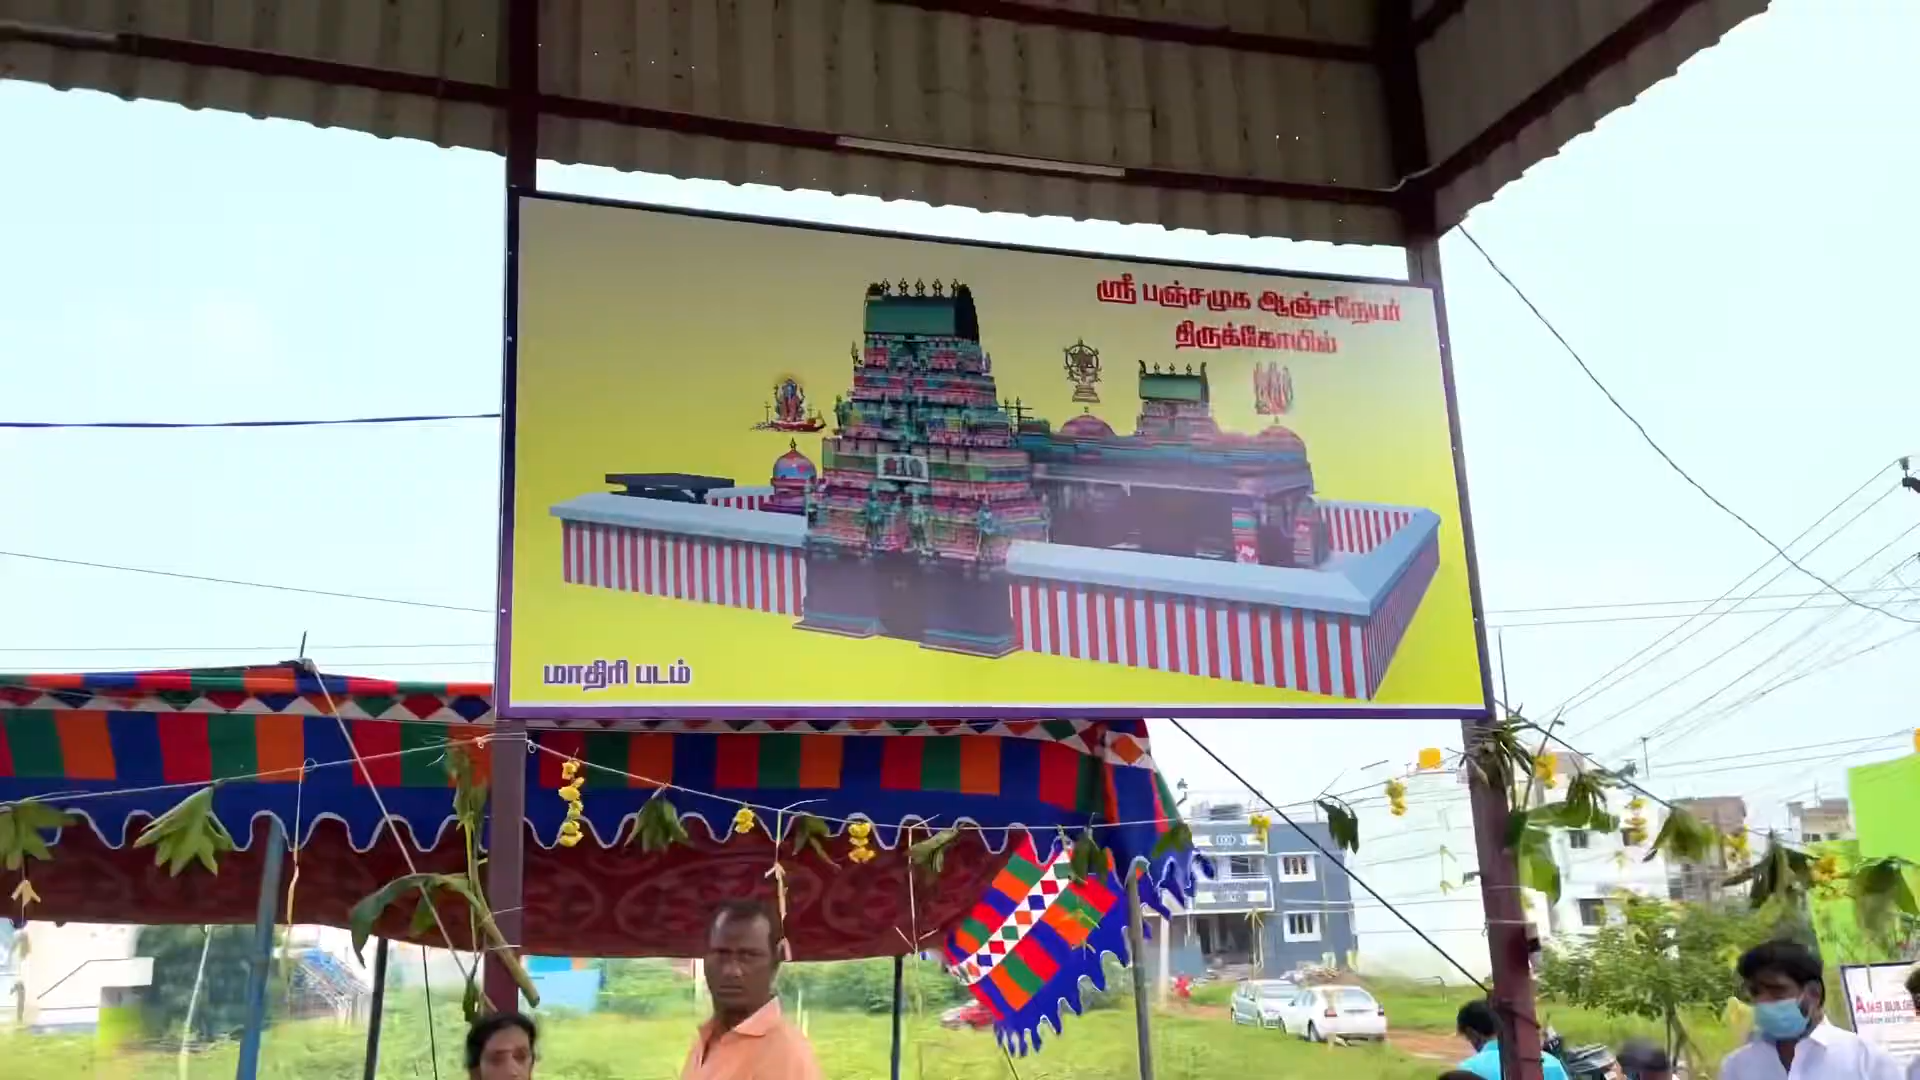 ஸ்ரீ பஞ்சமுக ஆஞ்சநேயர்
திருக்கோயில்
மாதிரி படம்